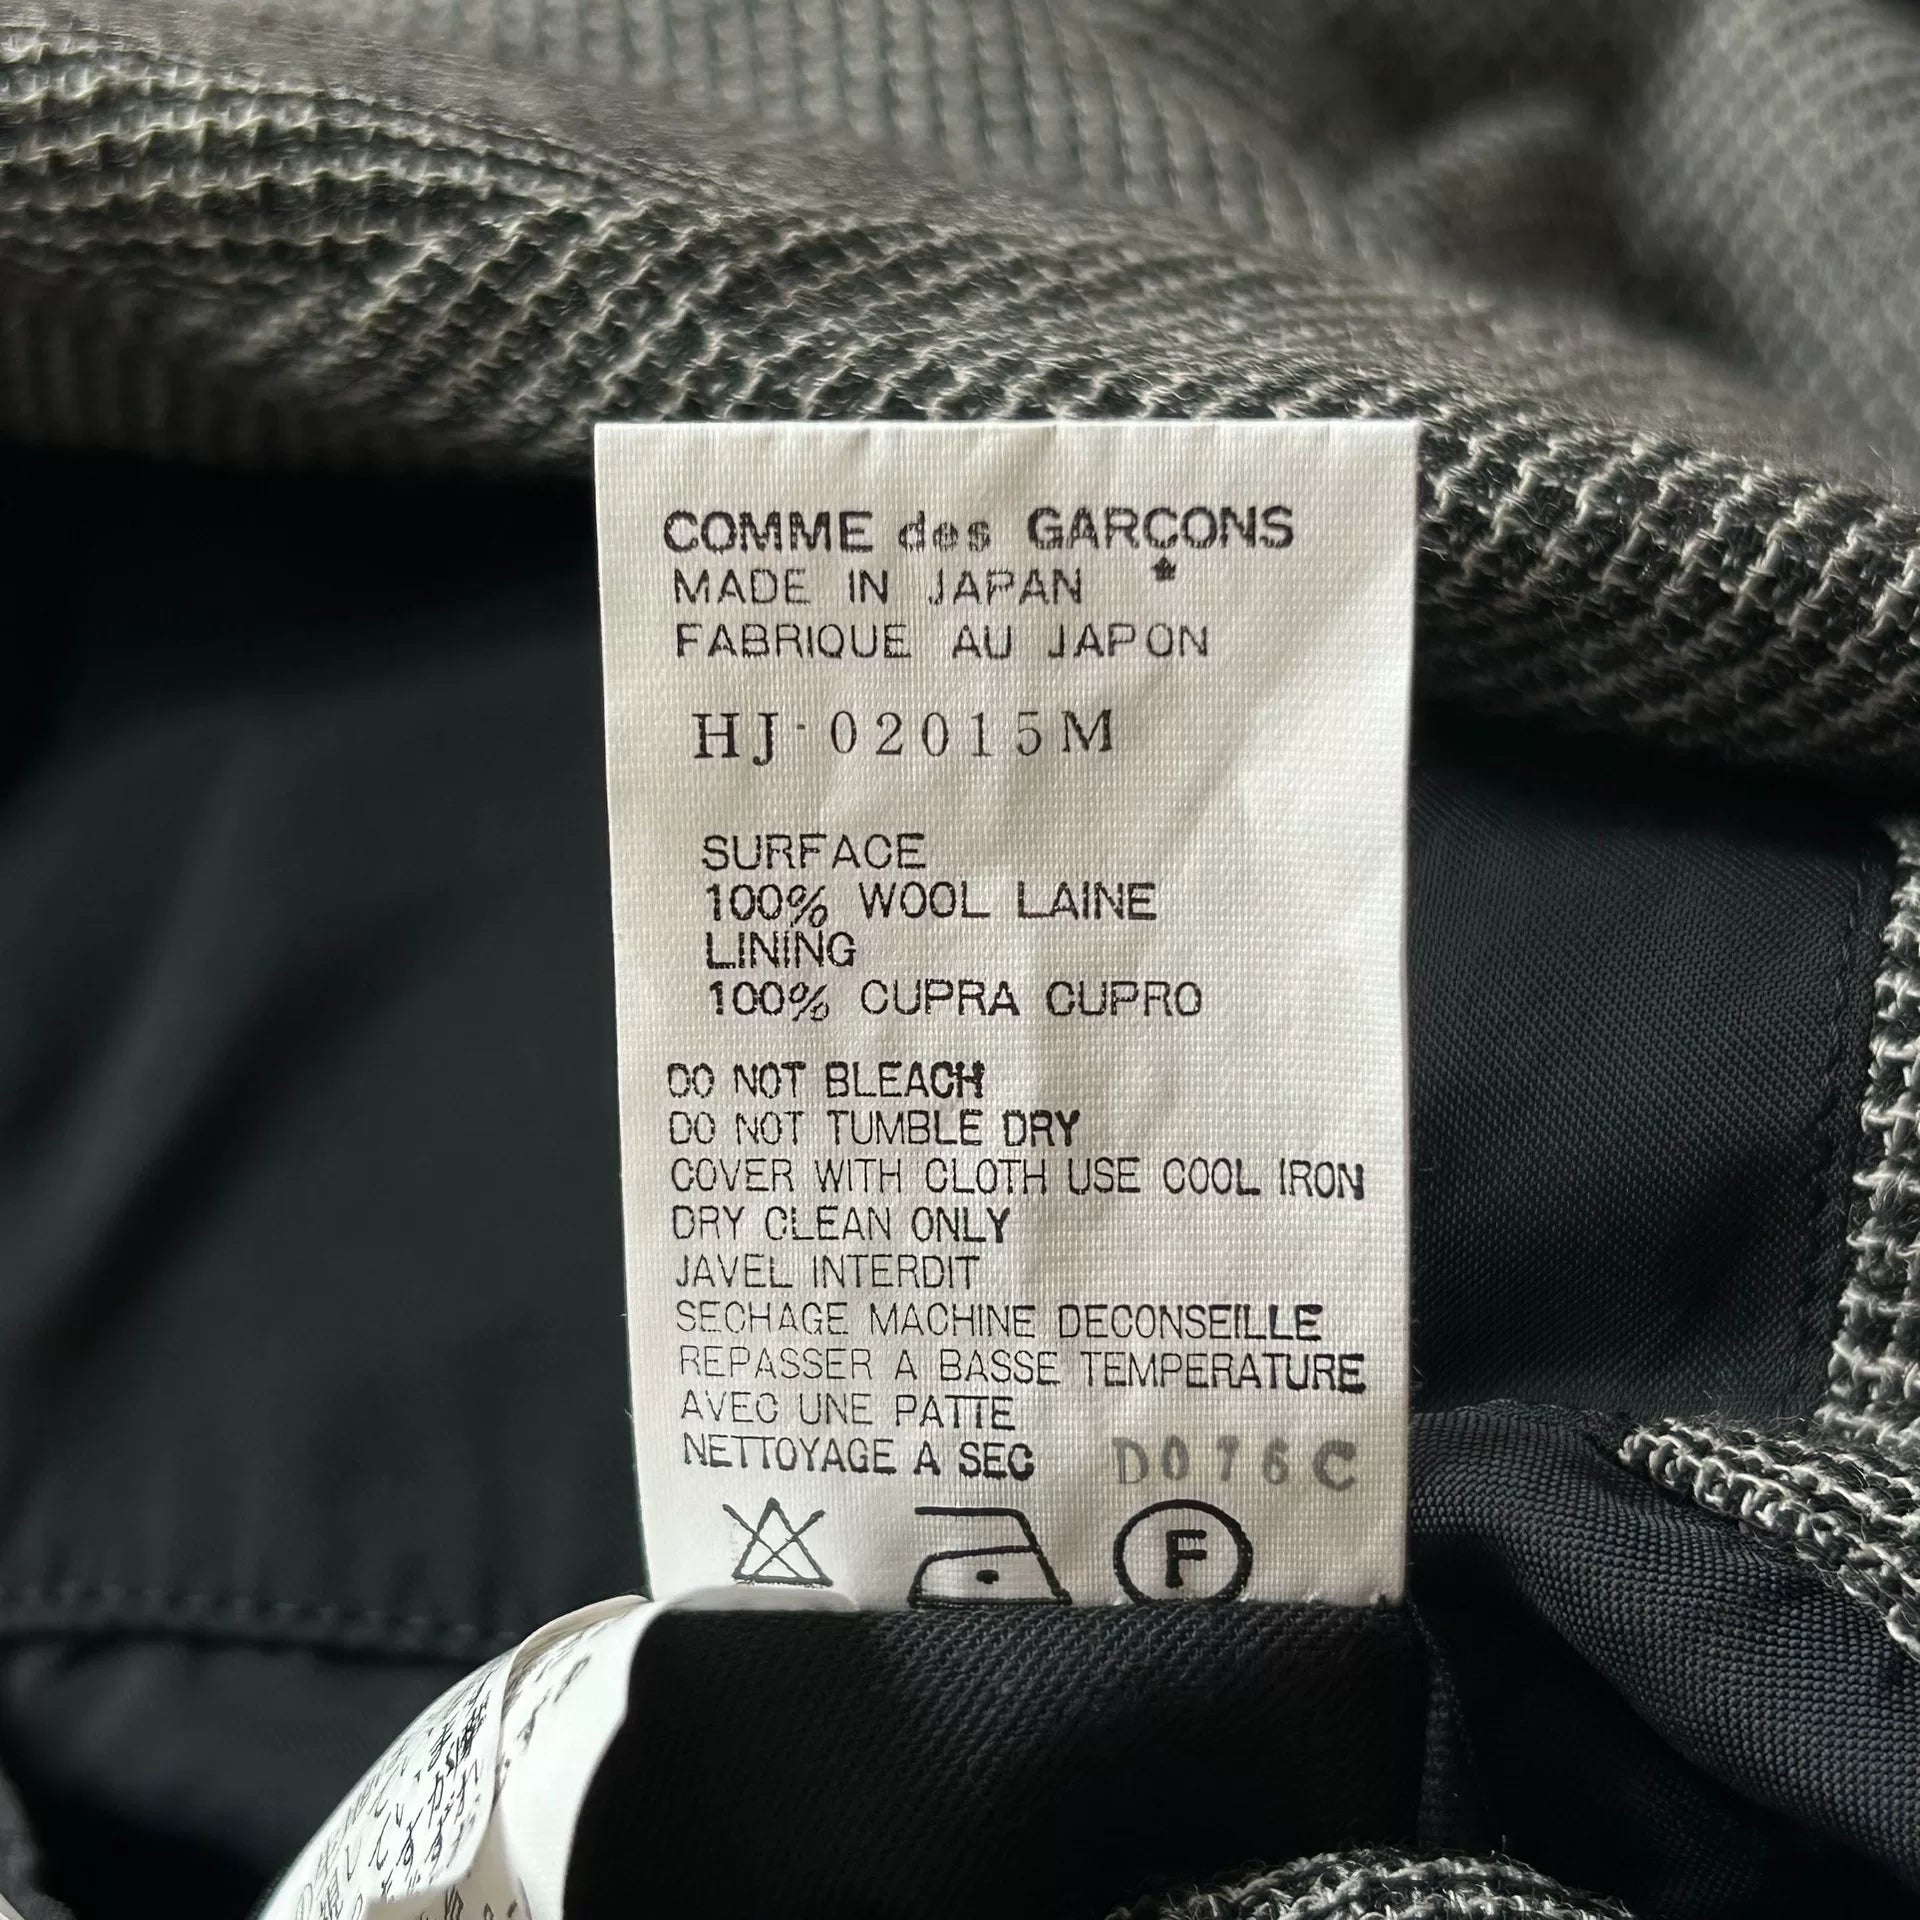 COMME des GARÇONS
MADE IN JAPAN
FABRIQUE AU JAPON
HJ-02015M
SURFACE
100% WOOL LAINE
LINING
100% CUPRA CUPRO
DO NOT BLEACH
DO NOT TUMBLE DRY
COVER WITH CLOTH USE COOL IRON
DRY CLEAN ONLY
JAVEL INTERDIT
SECHAGE MACHINE DECONSEILLE
REPASSER A BASSE TEMPERATURE
AVEC UNE PATTE
NETTOYAGE A SEC
F